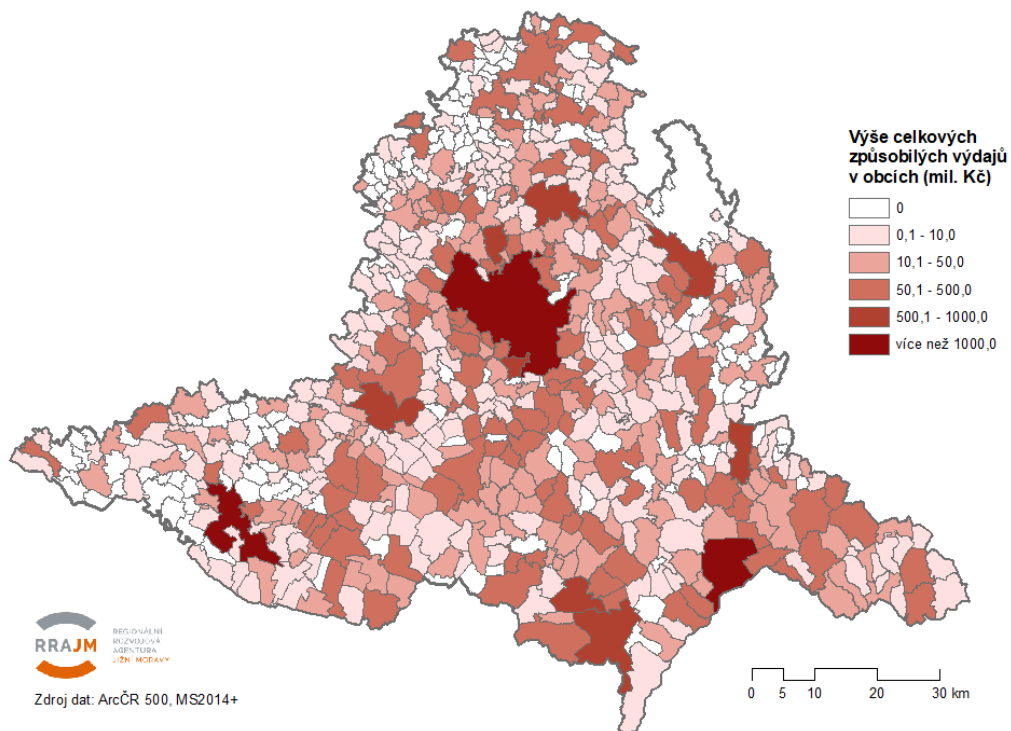 Výše celkových
způsobilých výdajů
v obcích (mil. Kč)
0
0,1 - 10,0
10,1 - 50,0
50,1 - 500,0
500,1 - 1000,0
více než 1000,0
RRAJM
REGIONÁLNÍ
ROZVOJOVÁ
AGENTURA
JIŽNÍ MORAVY
Zdroj dat: ArcČR 500, MS2014+
0 5 10 20 30 km